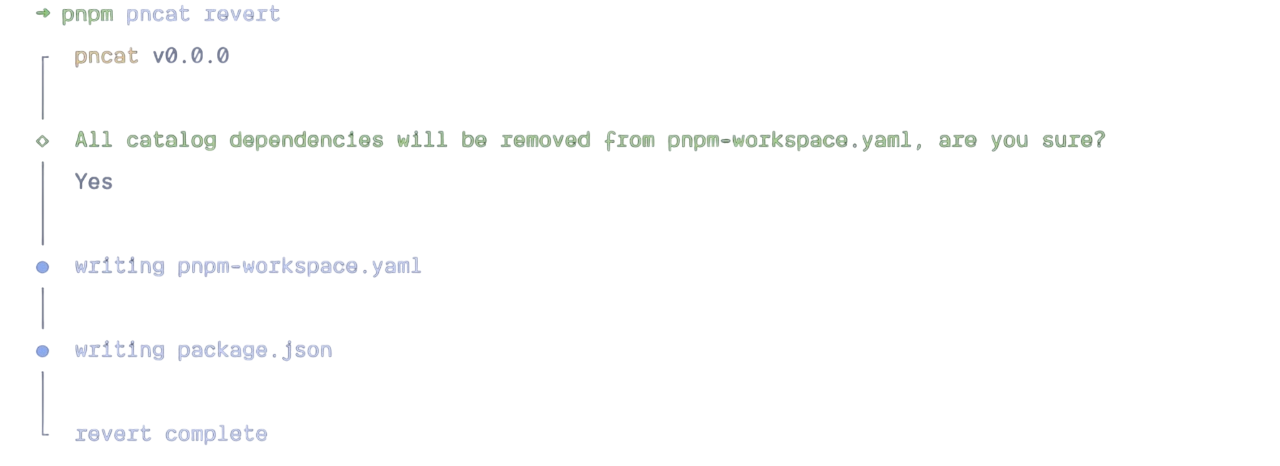 ➜ pnpm pncat revert
pncat v0.0.0
All catalog dependencies will be removed from pnpm-workspace.yaml, are you sure?
Yes
writing pnpm-workspace.yaml
writing package.json
revert complete